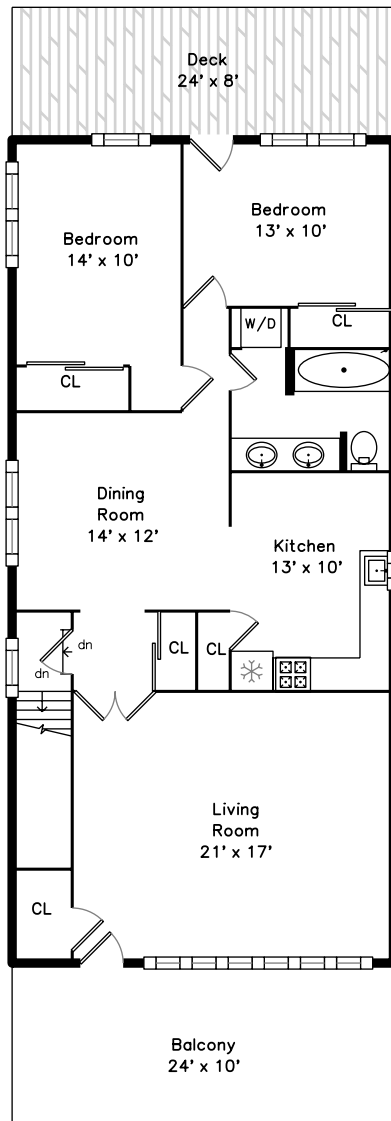 Deck
24' x 8'
Bedroom
13' x 10'
Bedroom
14' x 10'
W/D
CL
CL
Dining
Room
14' x 12'
Kitchen
13' x 10'
dn
dn
CL
CL
Living
Room
21' x 17'
CL
Balcony
24' x 10'